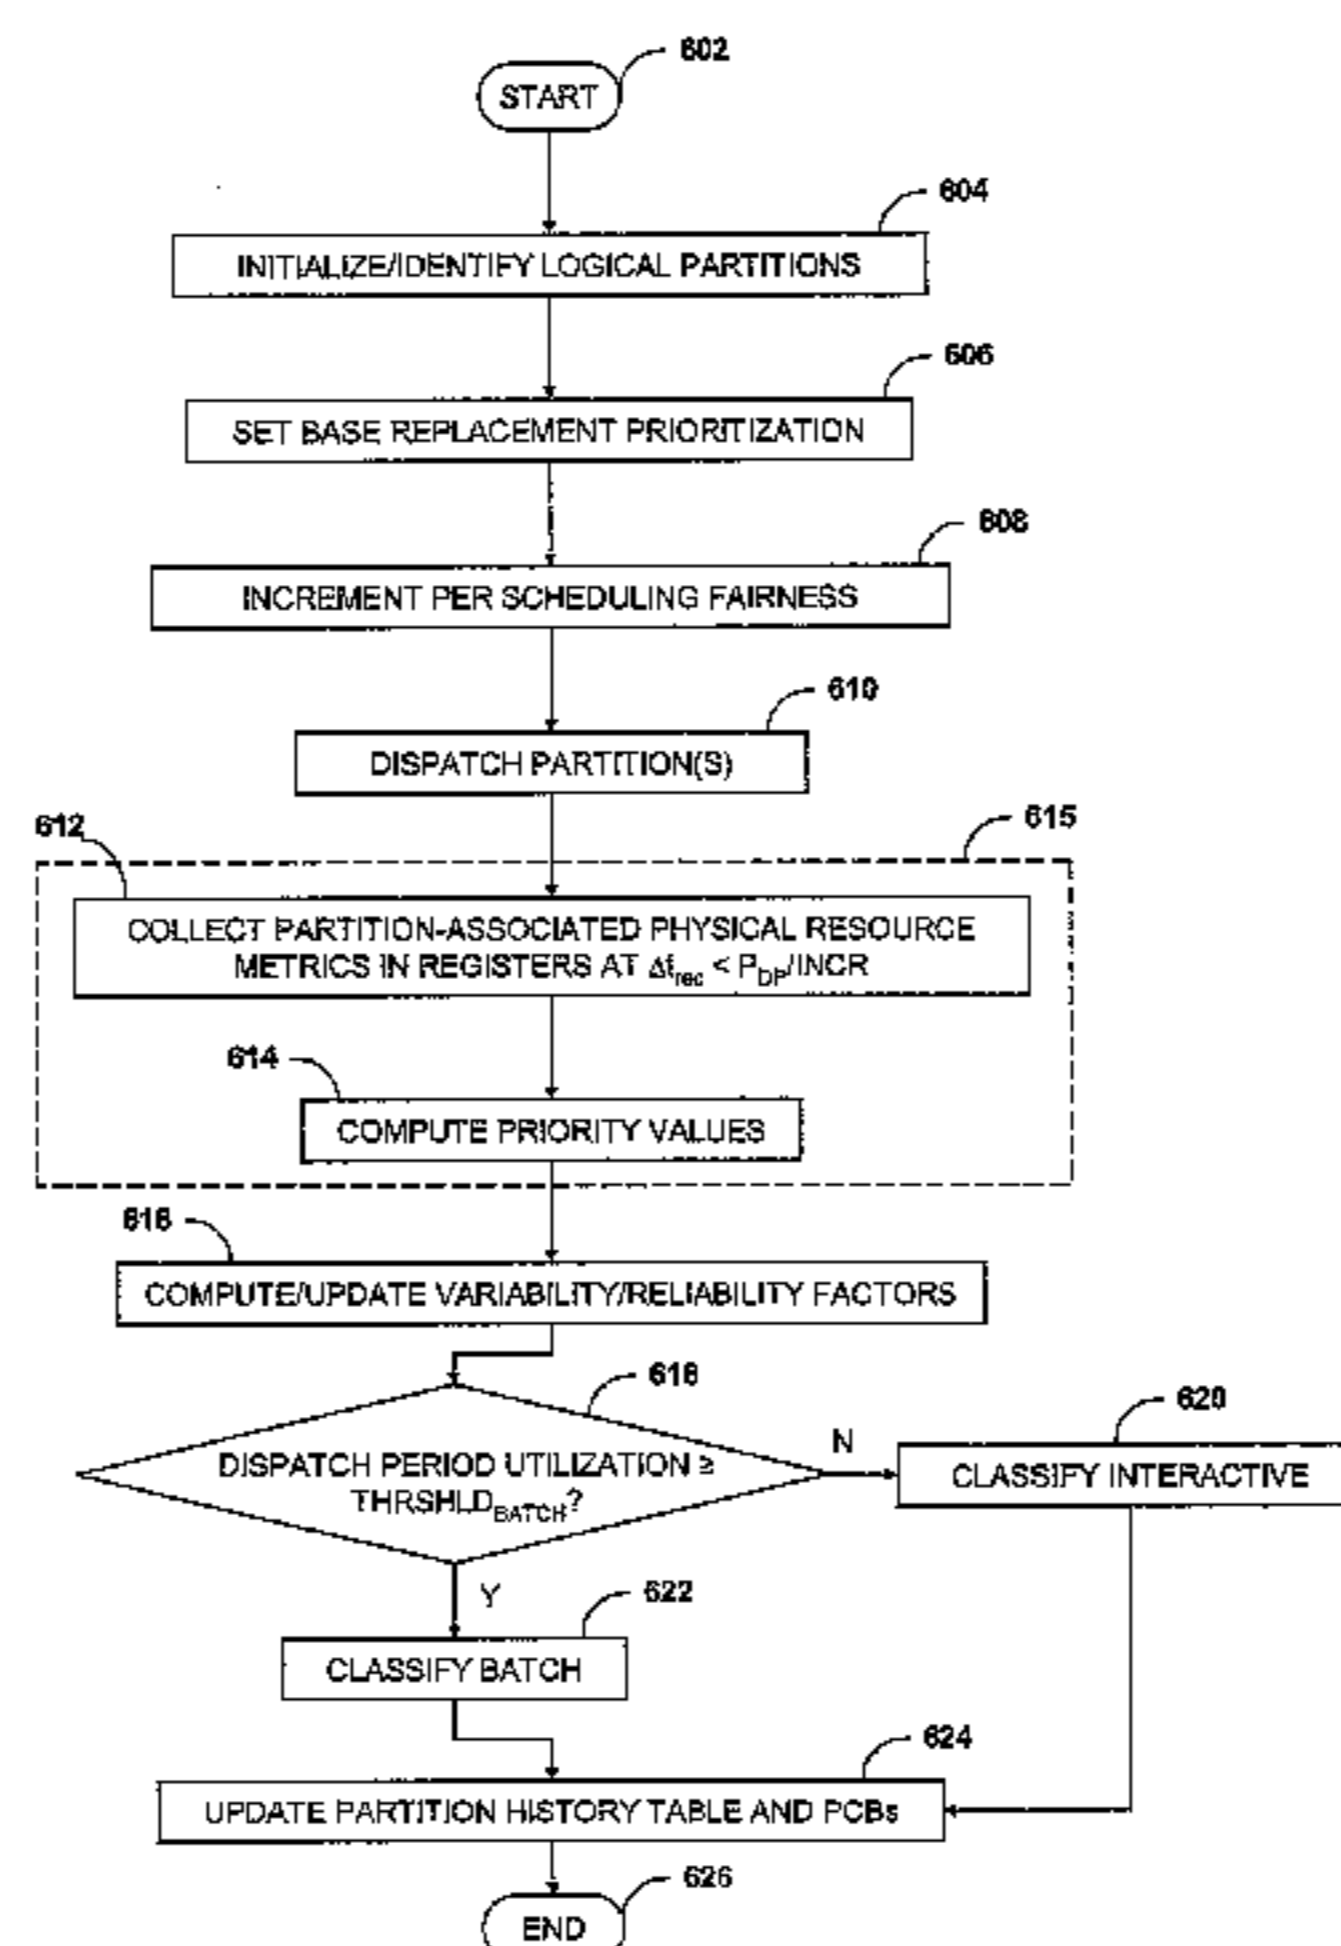 602
START
604
INITIALIZE/IDENTIFY LOGICAL PARTITIONS
606
SET BASE REPLACEMENT PRIORITIZATION
608
INCREMENT PER SCHEDULING FAIRNESS
610
DISPATCH PARTITION(S)
612
615
COLLECT PARTITION-ASSOCIATED PHYSICAL RESOURCE
METRICS IN REGISTERS AT Δt_rec < P_DP/INCR
614
COMPUTE PRIORITY VALUES
616
COMPUTE/UPDATE VARIABILITY/RELIABILITY FACTORS
618
DISPATCH PERIOD UTILIZATION ≥
THRSHLD_BATCH?
N
620
CLASSIFY INTERACTIVE
Y
622
CLASSIFY BATCH
624
UPDATE PARTITION HISTORY TABLE AND PCBs
626
END